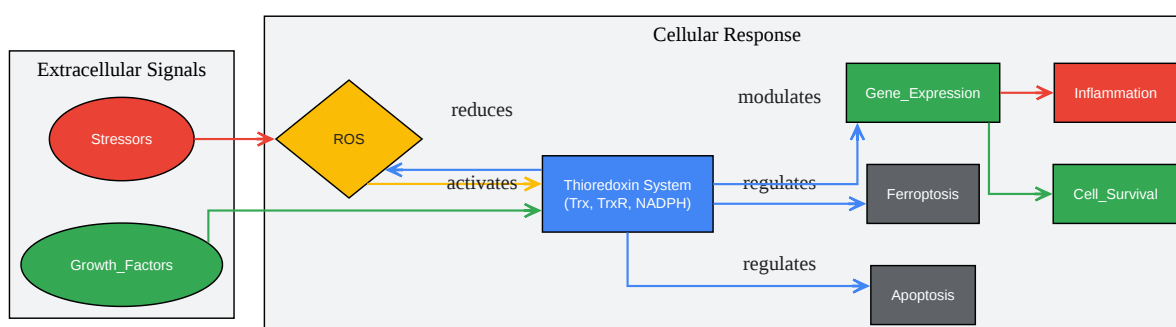 Cellular Response
Extracellular Signals
Stressors
Growth_Factors
ROS
reduces
activates
Thioredoxin System
(Trx, TrxR, NADPH)
modulates
regulates
regulates
Gene_Expression
Inflammation
Ferroptosis
Cell_Survival
Apoptosis